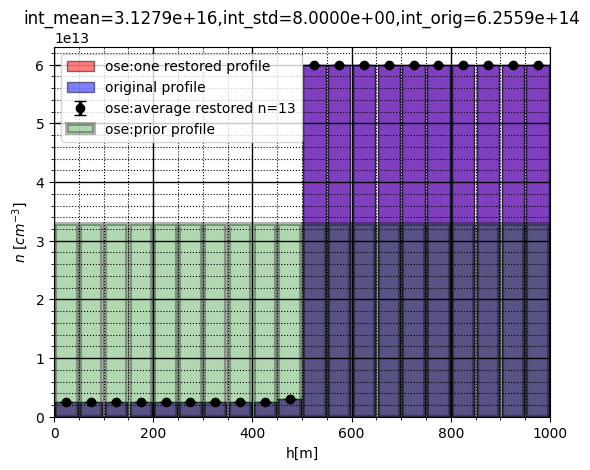 int_mean=3.1279e+16,int_std=8.0000e+00,int_orig=6.2559e+14
1e13
ose:one restored profile
original profile
ose:average restored n=13
ose:prior profile
6
5
4
3
2
1
0
n [cm⁻³]
0 200 400 600 800 1000
h[m]